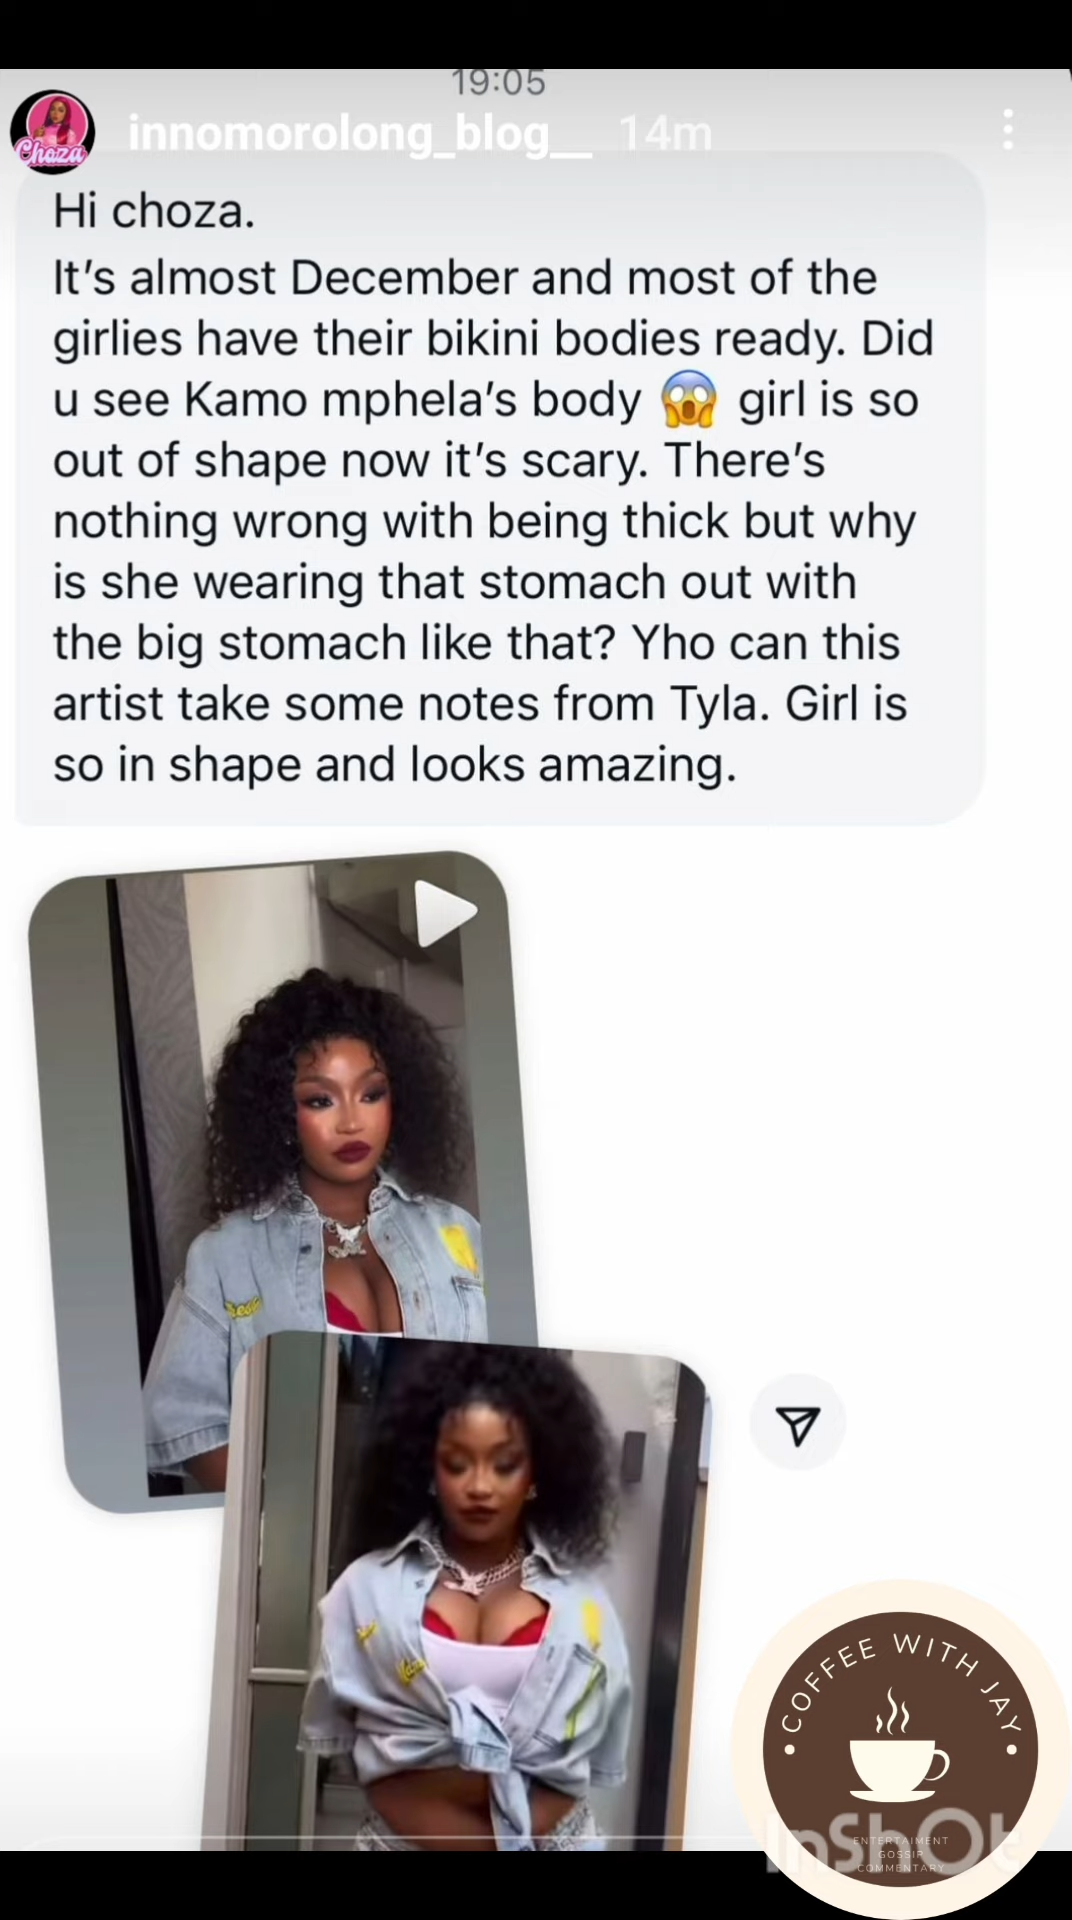 19:05
Choza
innomorolong_blog__ 14m
Hi choza.
It's almost December and most of the
girlies have their bikini bodies ready. Did
u see Kamo mphela's body 😱 girl is so
out of shape now it's scary. There's
nothing wrong with being thick but why
is she wearing that stomach out with
the big stomach like that? Yho can this
artist take some notes from Tyla. Girl is
so in shape and looks amazing.
• COFFEE WITH JAY •
InShOt
ENTERTAIMENT
GOSSIP
COMMENTARY